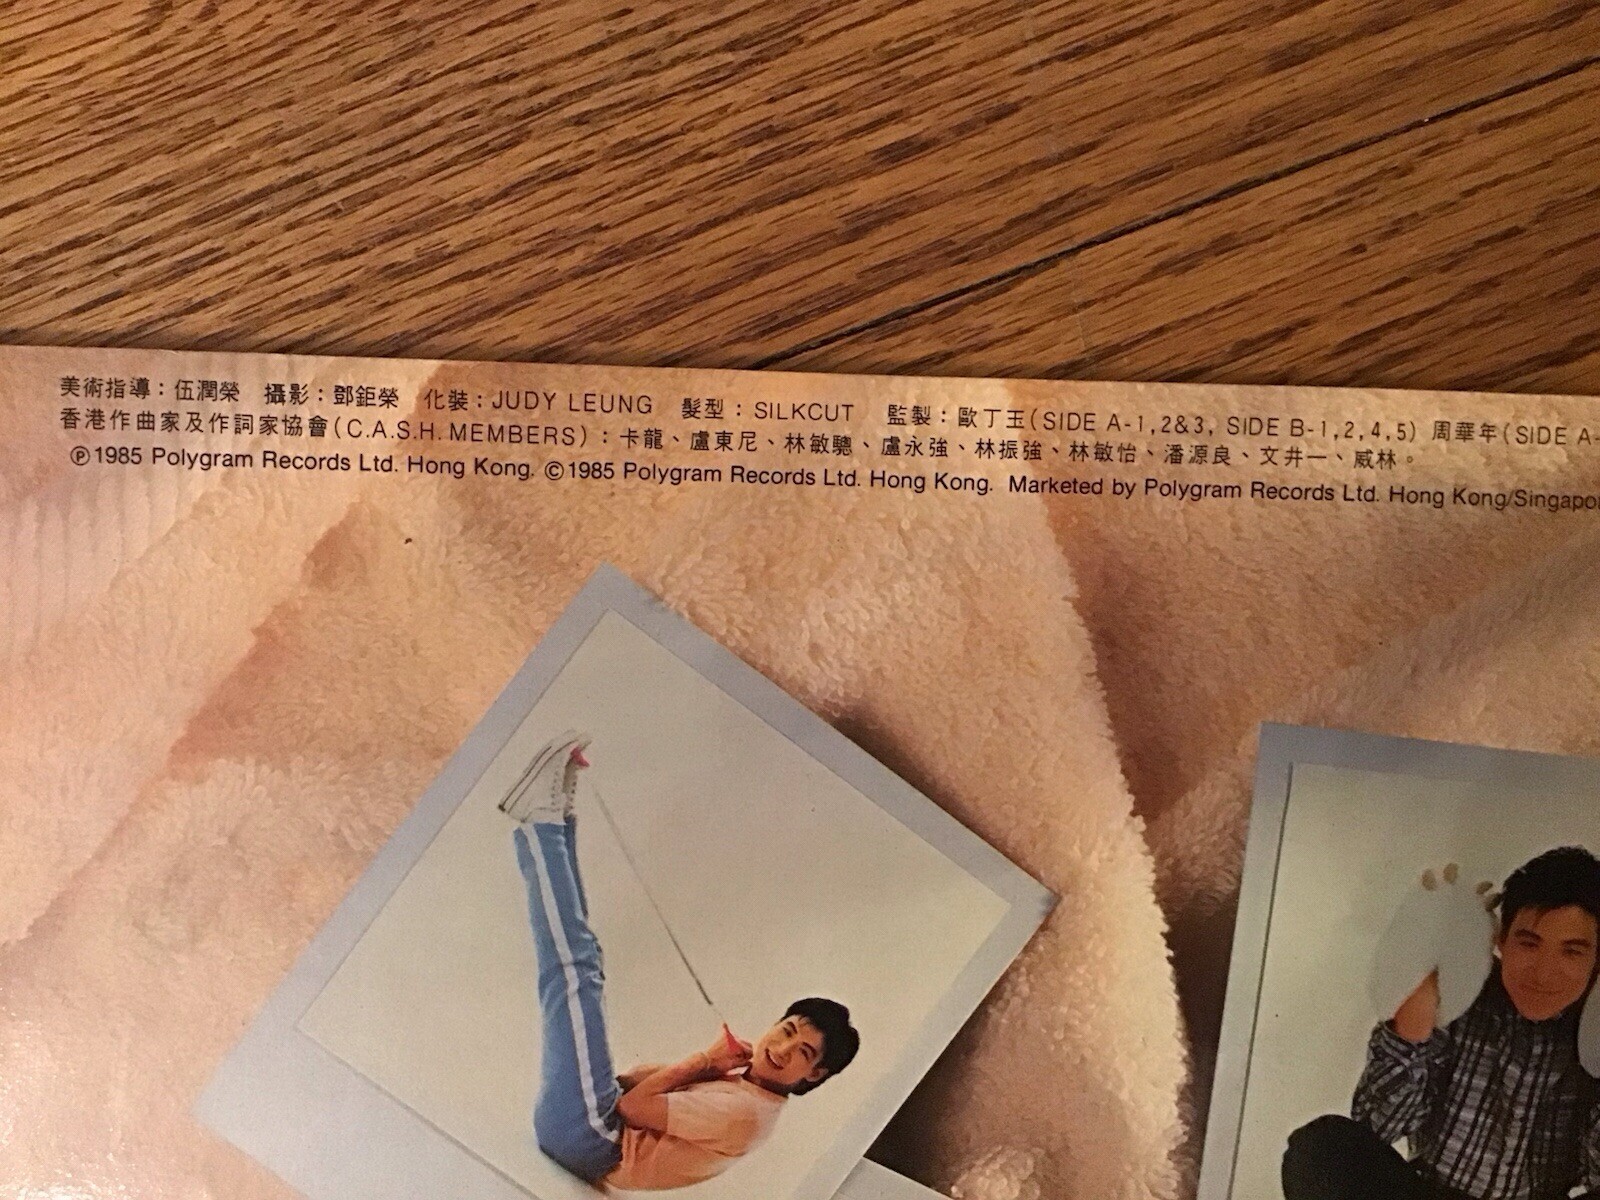 美術指導：伍潤榮 攝影：鄧鉅榮 化裝：JUDY LEUNG 髮型：SILKCUT 監製：歐丁玉(SIDE A-1,2&3, SIDE B-1,2,4,5) 周華年(SIDE A-
香港作曲家及作詞家協會(C.A.S.H. MEMBERS)：卡龍、盧東尼、林敏驄、盧永強、林振強、林敏怡、潘源良、文井一、威林。
Ⓟ1985 Polygram Records Ltd. Hong Kong. ©1985 Polygram Records Ltd. Hong Kong. Marketed by Polygram Records Ltd. Hong Kong/Singapo